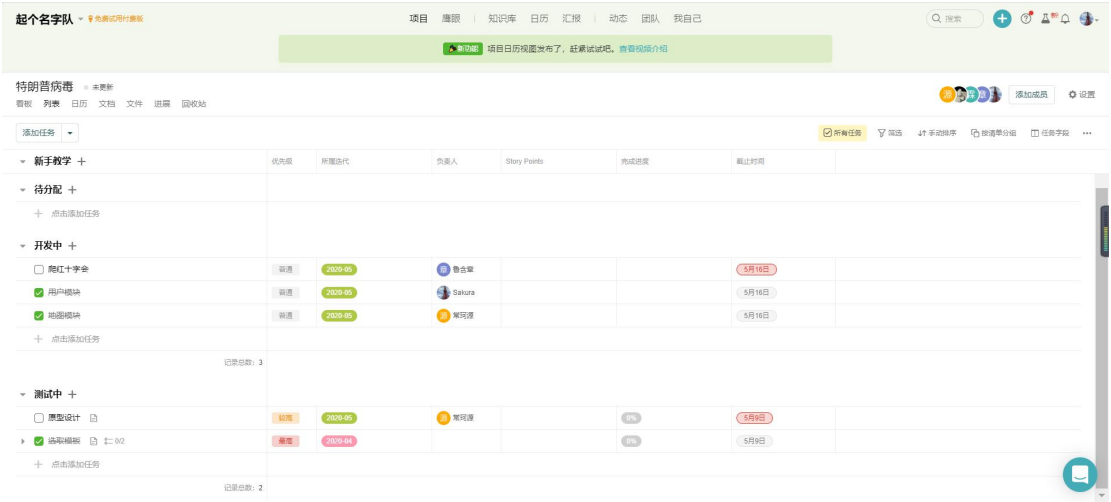 起个名字队 免费试用付费版 项目 鹰眼 知识库 日历 汇报 动态 团队 我自己 搜索
新功能 项目日历视图发布了，赶紧试试吧。查看视频介绍
特朗普病毒 未更新
看板 列表 日历 文档 文件 进展 回收站 添加成员 设置
添加任务 所有任务 筛选 手动排序 按清单分组 任务字段
新手教学 优先级 所属迭代 负责人 Story Points 完成进度 截止时间
待分配
点击添加任务
开发中
爬红十字会 普通 2020-05 鲁含章 5月16日
用户模块 普通 2020-05 Sakura 5月16日
地图模块 普通 2020-05 源 常珂源 5月16日
点击添加任务
记录总数：3
测试中
原型设计 较高 2020-05 源 常珂源 0% 5月9日
选取模板 0/2 最高 2020-04 0% 5月9日
点击添加任务
记录总数：2